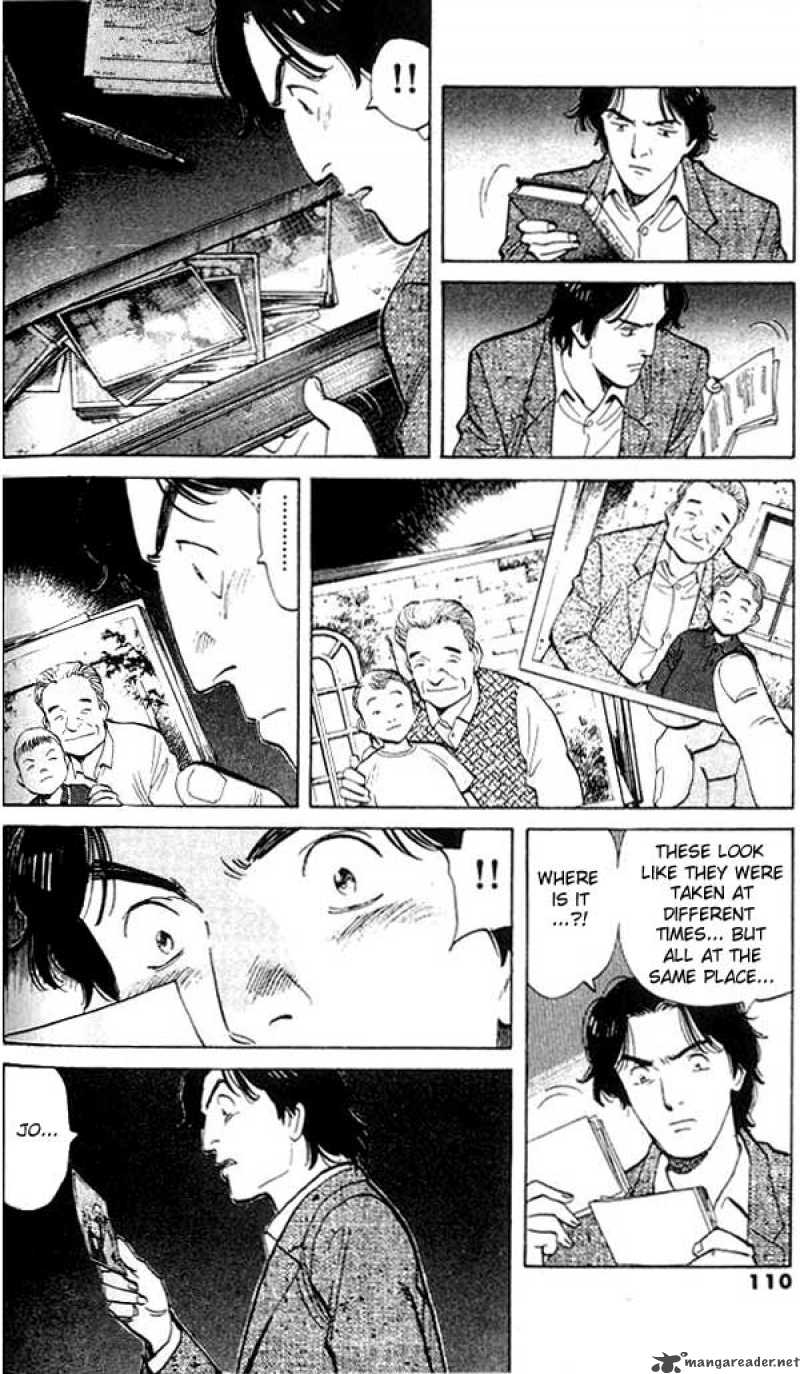 !!
........
THESE LOOK
LIKE THEY WERE
TAKEN AT
DIFFERENT
TIMES... BUT
ALL AT THE
SAME PLACE...
WHERE
IS IT
...?!
!!
JO...
110
mangareader.net